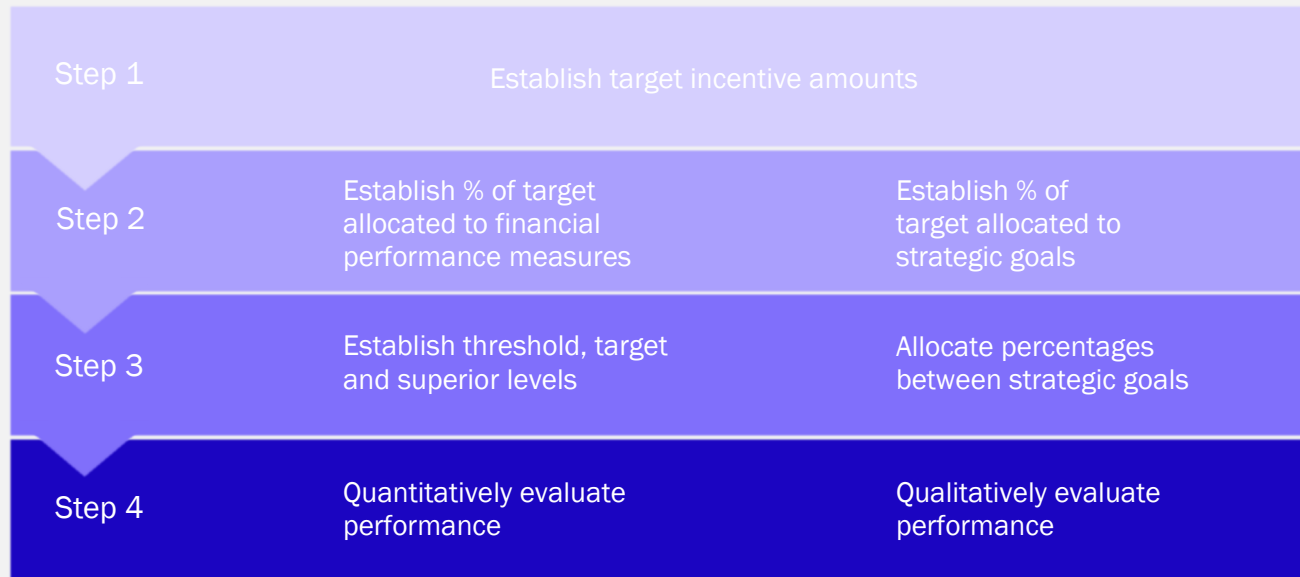 Step 1
Establish target incentive amounts
Step 2
Establish % of target
allocated to financial
performance measures
Establish % of
target allocated to
strategic goals
Step 3
Establish threshold, target
and superior levels
Allocate percentages
between strategic goals
Step 4
Quantitatively evaluate
performance
Qualitatively evaluate
performance